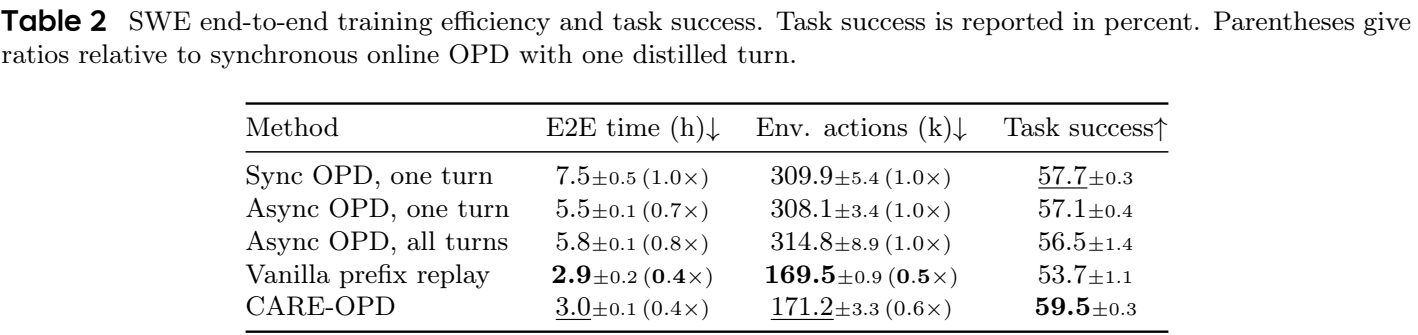 Table 2 SWE end-to-end training efficiency and task success. Task success is reported in percent. Parentheses give
ratios relative to synchronous online OPD with one distilled turn.
Method E2E time (h)↓ Env. actions (k)↓ Task success↑
Sync OPD, one turn 7.5±0.5 (1.0×) 309.9±5.4 (1.0×) 57.7±0.3
Async OPD, one turn 5.5±0.1 (0.7×) 308.1±3.4 (1.0×) 57.1±0.4
Async OPD, all turns 5.8±0.1 (0.8×) 314.8±8.9 (1.0×) 56.5±1.4
Vanilla prefix replay 2.9±0.2 (0.4×) 169.5±0.9 (0.5×) 53.7±1.1
CARE-OPD 3.0±0.1 (0.4×) 171.2±3.3 (0.6×) 59.5±0.3